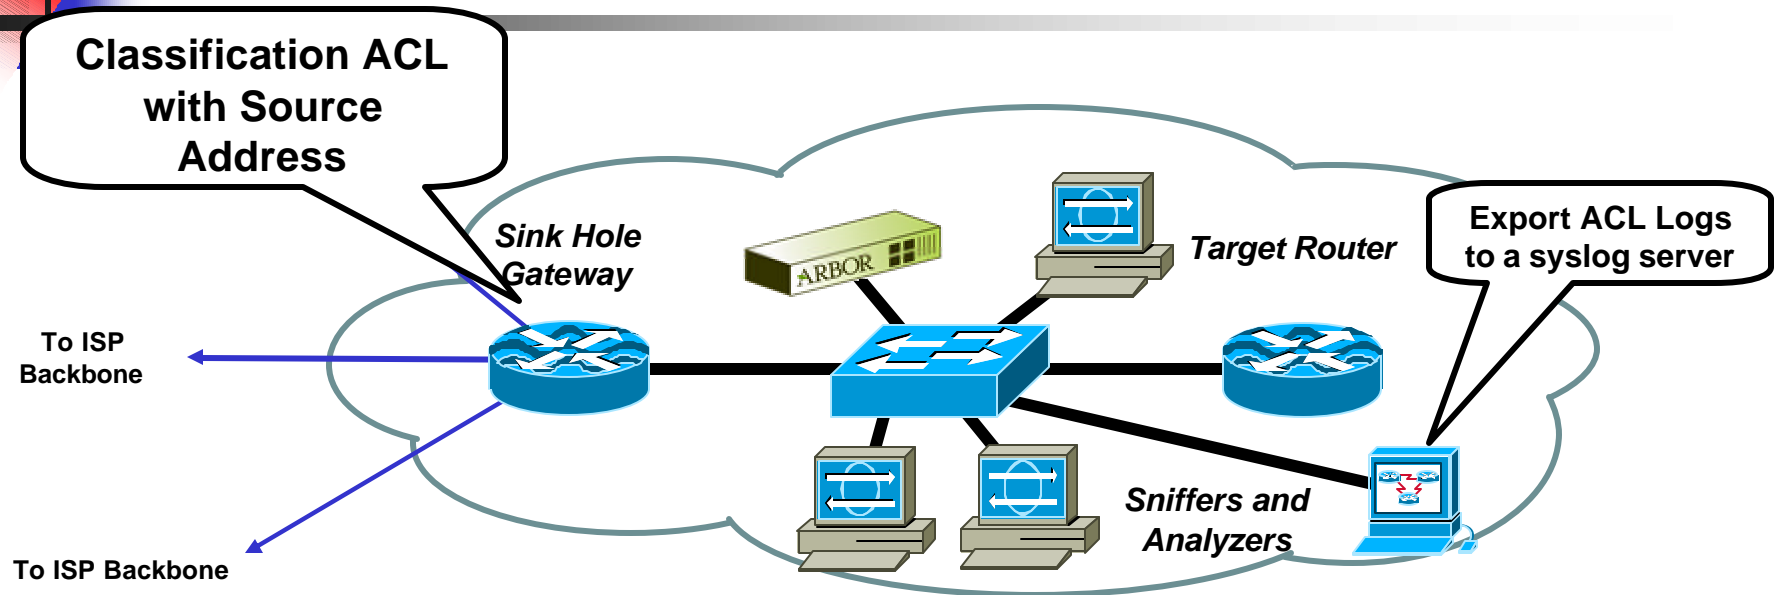 Classification ACL
with Source
Address
Sink Hole
Gateway
ARBOR
Target Router
Export ACL Logs
to a syslog server
To ISP
Backbone
Sniffers and
Analyzers
To ISP Backbone